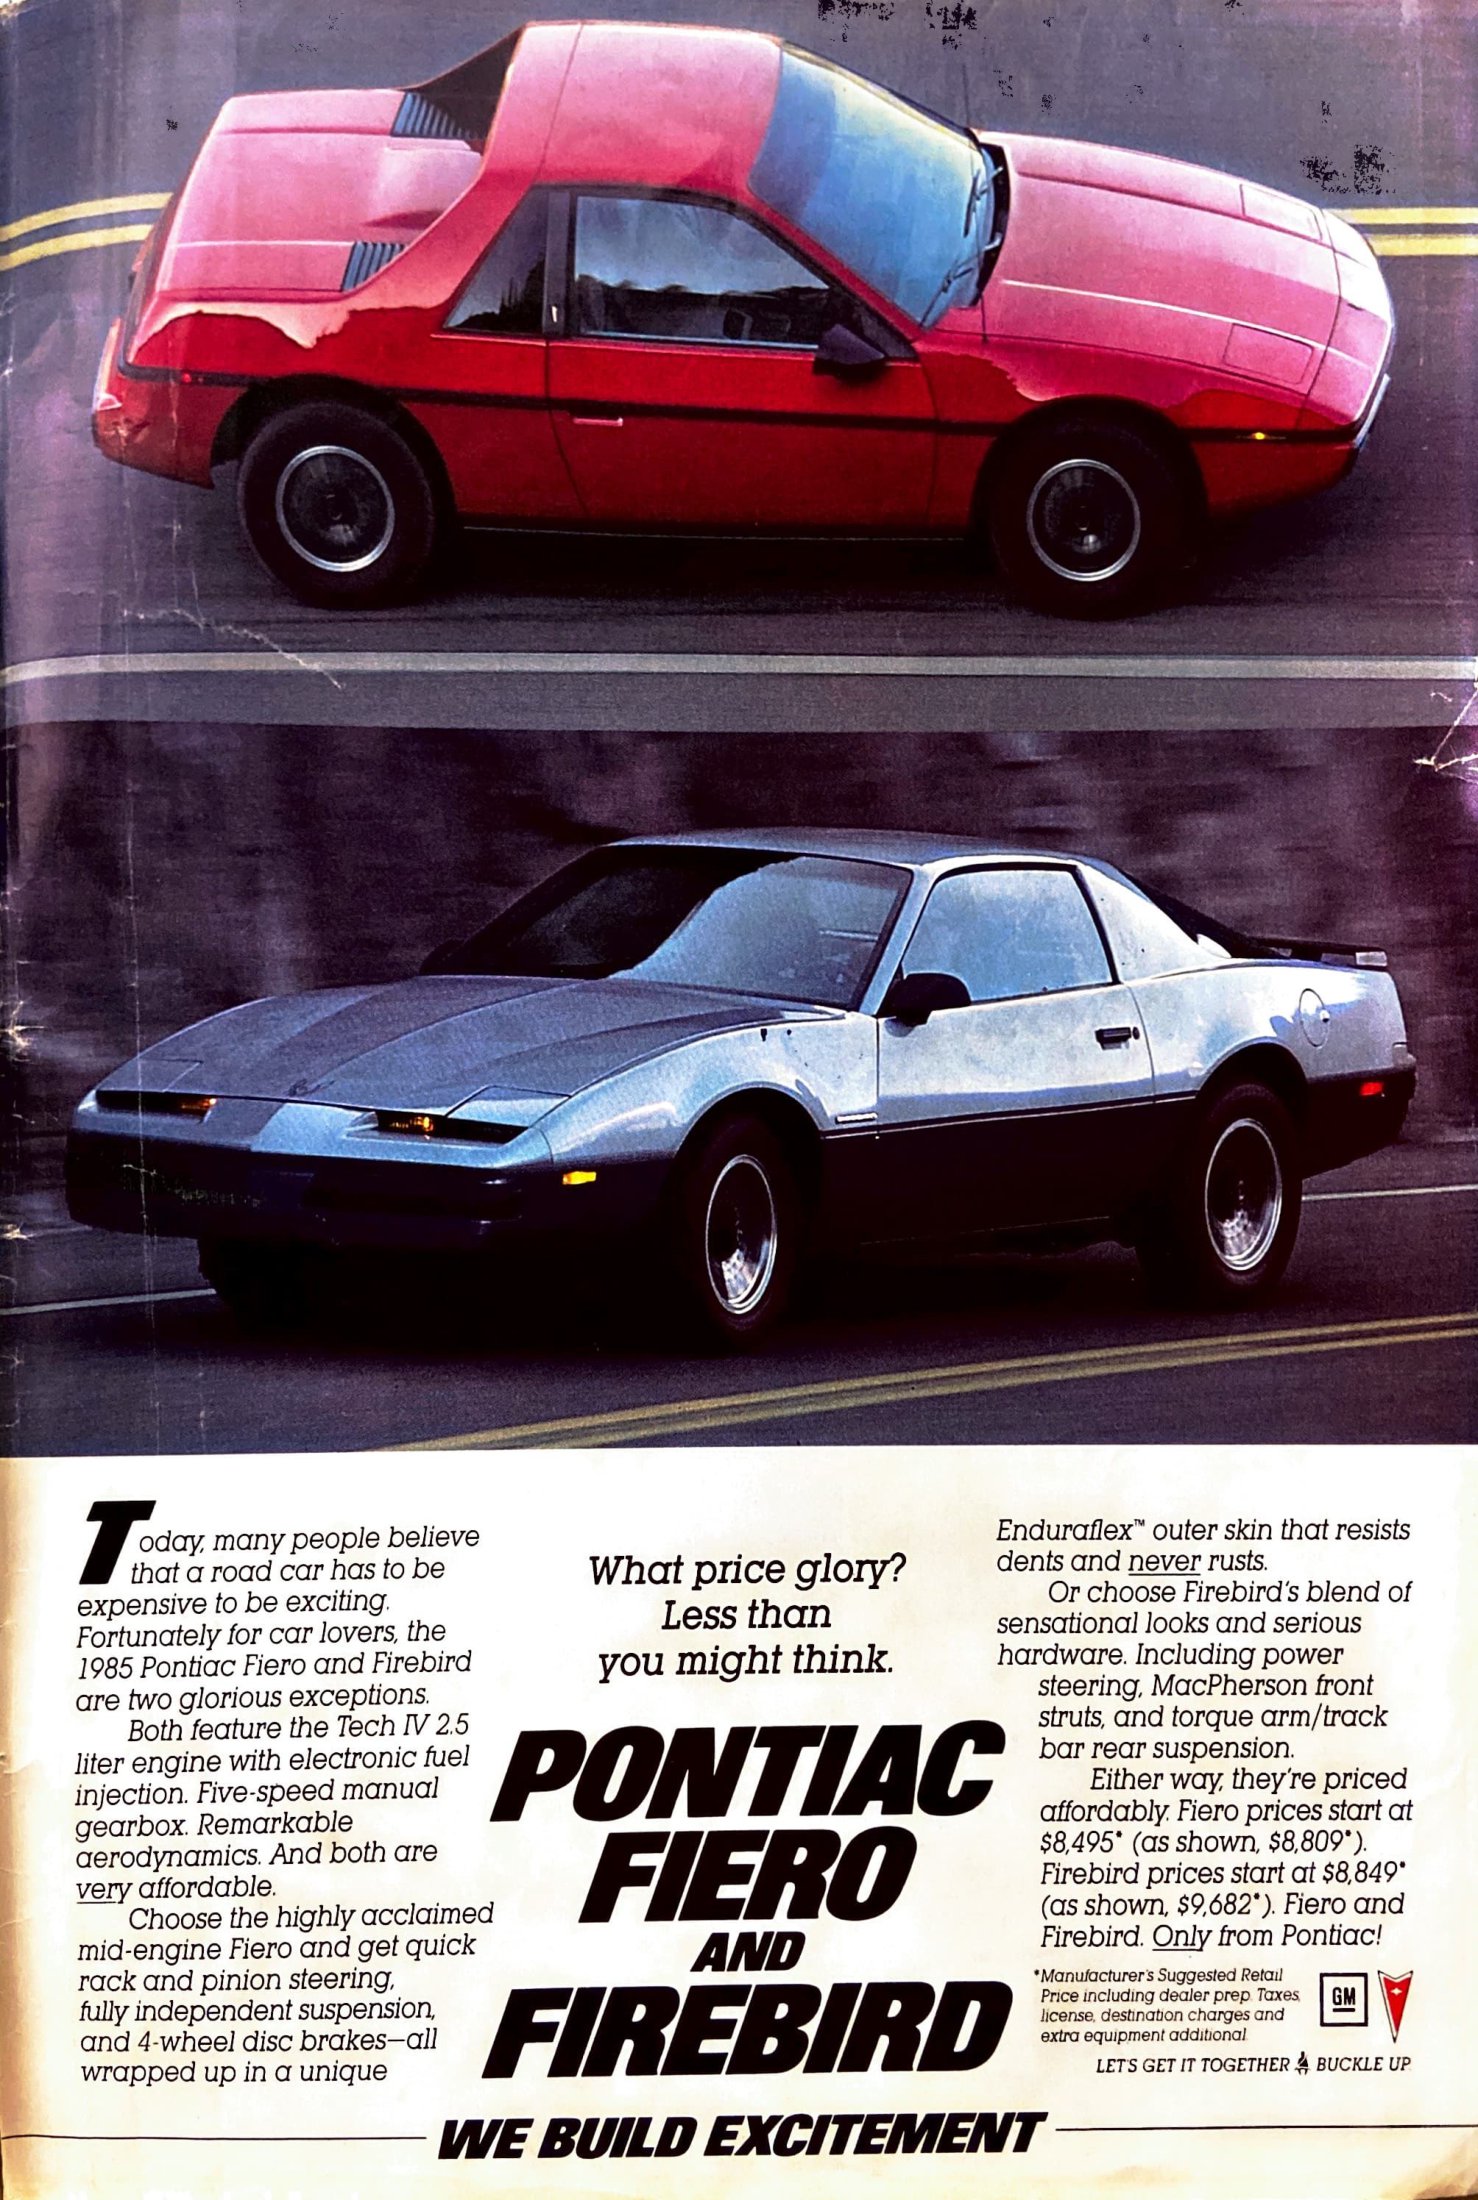 Today, many people believe
that a road car has to be
expensive to be exciting.
Fortunately for car lovers, the
1985 Pontiac Fiero and Firebird
are two glorious exceptions.
Both feature the Tech IV 2.5
liter engine with electronic fuel
injection. Five-speed manual
gearbox. Remarkable
aerodynamics. And both are
very affordable.
Choose the highly acclaimed
mid-engine Fiero and get quick
rack and pinion steering,
fully independent suspension,
and 4-wheel disc brakes—all
wrapped up in a unique
What price glory?
Less than
you might think.
PONTIAC
FIERO
AND
FIREBIRD
Enduraflex™ outer skin that resists
dents and never rusts.
Or choose Firebird's blend of
sensational looks and serious
hardware. Including power
steering, MacPherson front
struts, and torque arm/track
bar rear suspension.
Either way, they're priced
affordably. Fiero prices start at
$8,495* (as shown, $8,809*).
Firebird prices start at $8,849*
(as shown, $9,682*). Fiero and
Firebird. Only from Pontiac!
*Manufacturer's Suggested Retail
Price including dealer prep. Taxes,
license, destination charges and
extra equipment additional.
GM
LET'S GET IT TOGETHER BUCKLE UP
WE BUILD EXCITEMENT